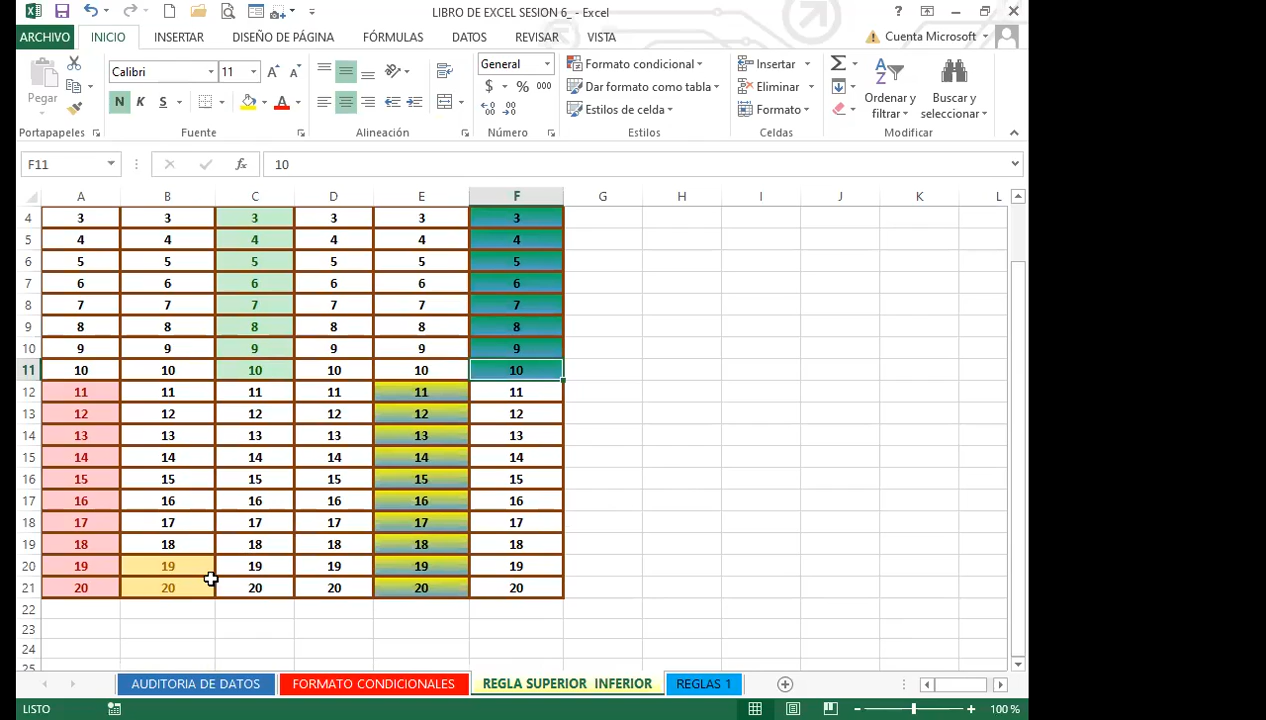 LIBRO DE EXCEL SESION 6_ - Excel
?
ARCHIVO INICIO INSERTAR DISEÑO DE PÁGINA FÓRMULAS DATOS REVISAR VISTA Cuenta Microsoft
Pegar
Calibri 11
N K S
General
$ % 000
Formato condicional
Dar formato como tabla
Estilos de celda
Insertar
Eliminar
Formato
Ordenar y filtrar
Buscar y seleccionar
Portapapeles Fuente Alineación Número Estilos Celdas Modificar
F11 fx 10
A B C D E F G H I J K L
4 3 3 3 3 3 3
5 4 4 4 4 4 4
6 5 5 5 5 5 5
7 6 6 6 6 6 6
8 7 7 7 7 7 7
9 8 8 8 8 8 8
10 9 9 9 9 9 9
11 10 10 10 10 10 10
12 11 11 11 11 11 11
13 12 12 12 12 12 12
14 13 13 13 13 13 13
15 14 14 14 14 14 14
16 15 15 15 15 15 15
17 16 16 16 16 16 16
18 17 17 17 17 17 17
19 18 18 18 18 18 18
20 19 19 19 19 19 19
21 20 20 20 20 20 20
22
23
24
25
AUDITORIA DE DATOS FORMATO CONDICIONALES REGLA SUPERIOR INFERIOR REGLAS 1
LISTO 100 %